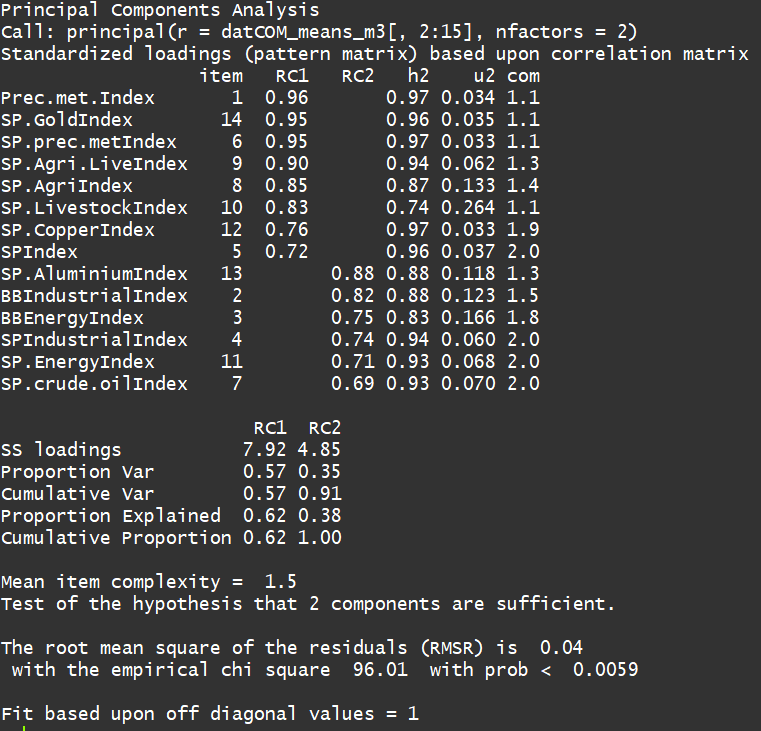 Principal Components Analysis
Call: principal(r = datCOM_means_m3[, 2:15], nfactors = 2)
Standardized loadings (pattern matrix) based upon correlation matrix
item RC1 RC2 h2 u2 com
Prec.met.Index 1 0.96 0.97 0.034 1.1
SP.GoldIndex 14 0.95 0.96 0.035 1.1
SP.prec.metIndex 6 0.95 0.97 0.033 1.1
SP.Agri.LiveIndex 9 0.90 0.94 0.062 1.3
SP.AgriIndex 8 0.85 0.87 0.133 1.4
SP.LivestockIndex 10 0.83 0.74 0.264 1.1
SP.CopperIndex 12 0.76 0.97 0.033 1.9
SPIndex 5 0.72 0.96 0.037 2.0
SP.AluminiumIndex 13 0.88 0.88 0.118 1.3
BBIndustrialIndex 2 0.82 0.88 0.123 1.5
BBEnergyIndex 3 0.75 0.83 0.166 1.8
SPIndustrialIndex 4 0.74 0.94 0.060 2.0
SP.EnergyIndex 11 0.71 0.93 0.068 2.0
SP.crude.oilIndex 7 0.69 0.93 0.070 2.0
RC1 RC2
SS loadings 7.92 4.85
Proportion Var 0.57 0.35
Cumulative Var 0.57 0.91
Proportion Explained 0.62 0.38
Cumulative Proportion 0.62 1.00
Mean item complexity = 1.5
Test of the hypothesis that 2 components are sufficient.
The root mean square of the residuals (RMSR) is 0.04
with the empirical chi square 96.01 with prob < 0.0059
Fit based upon off diagonal values = 1